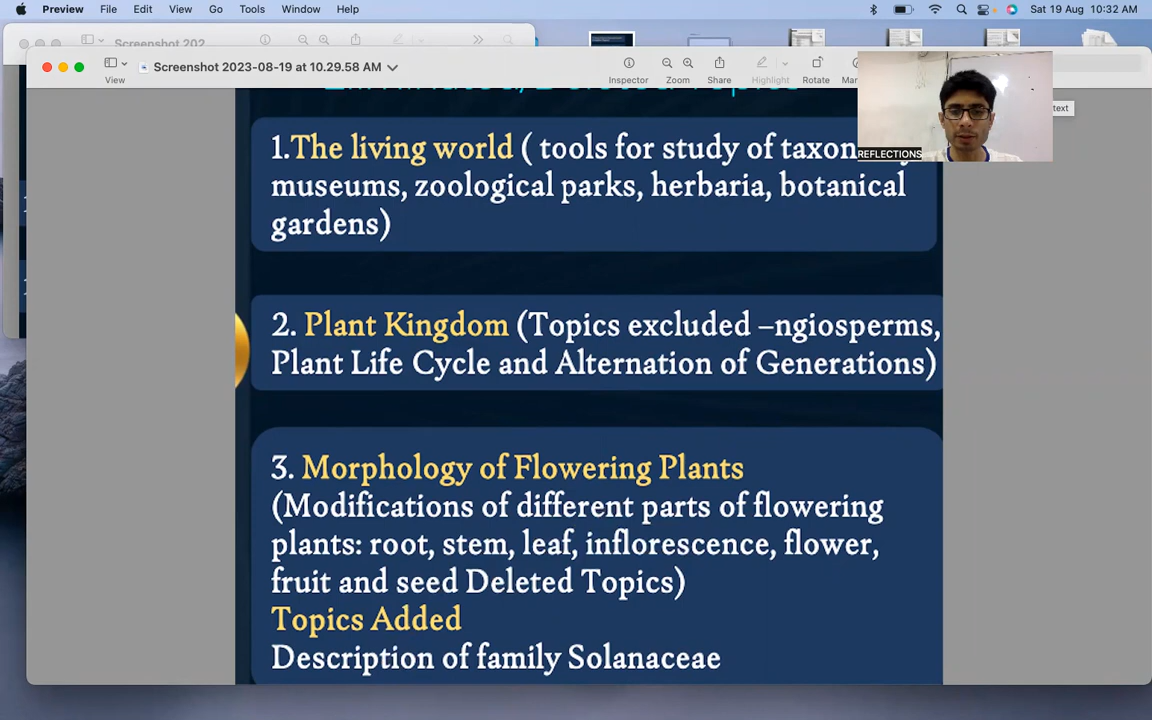 Preview File Edit View Go Tools Window Help Sat 19 Aug 10:32 AM
Screenshot 202
Screenshot 2023-08-19 at 10.29.58 AM
View Inspector Zoom Share Highlight Rotate
text
REFLECTIONS
1.The living world ( tools for study of
museums, zoological parks, herbaria, botanical
gardens)
2. Plant Kingdom (Topics excluded –ngiosperms,
Plant Life Cycle and Alternation of Generations)
3. Morphology of Flowering Plants
(Modifications of different parts of flowering
plants: root, stem, leaf, inflorescence, flower,
fruit and seed Deleted Topics)
Topics Added
Description of family Solanaceae